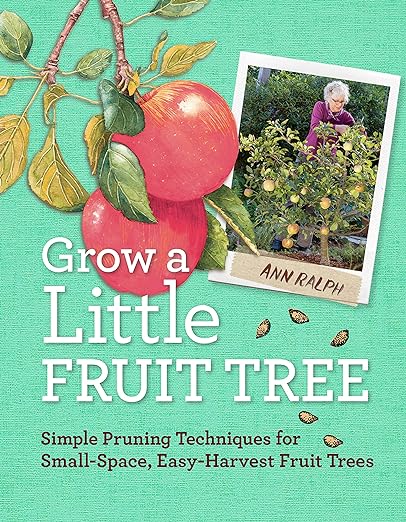 Grow a
Little
FRUIT TREE
ANN RALPH
Simple Pruning Techniques for
Small-Space, Easy-Harvest Fruit Trees